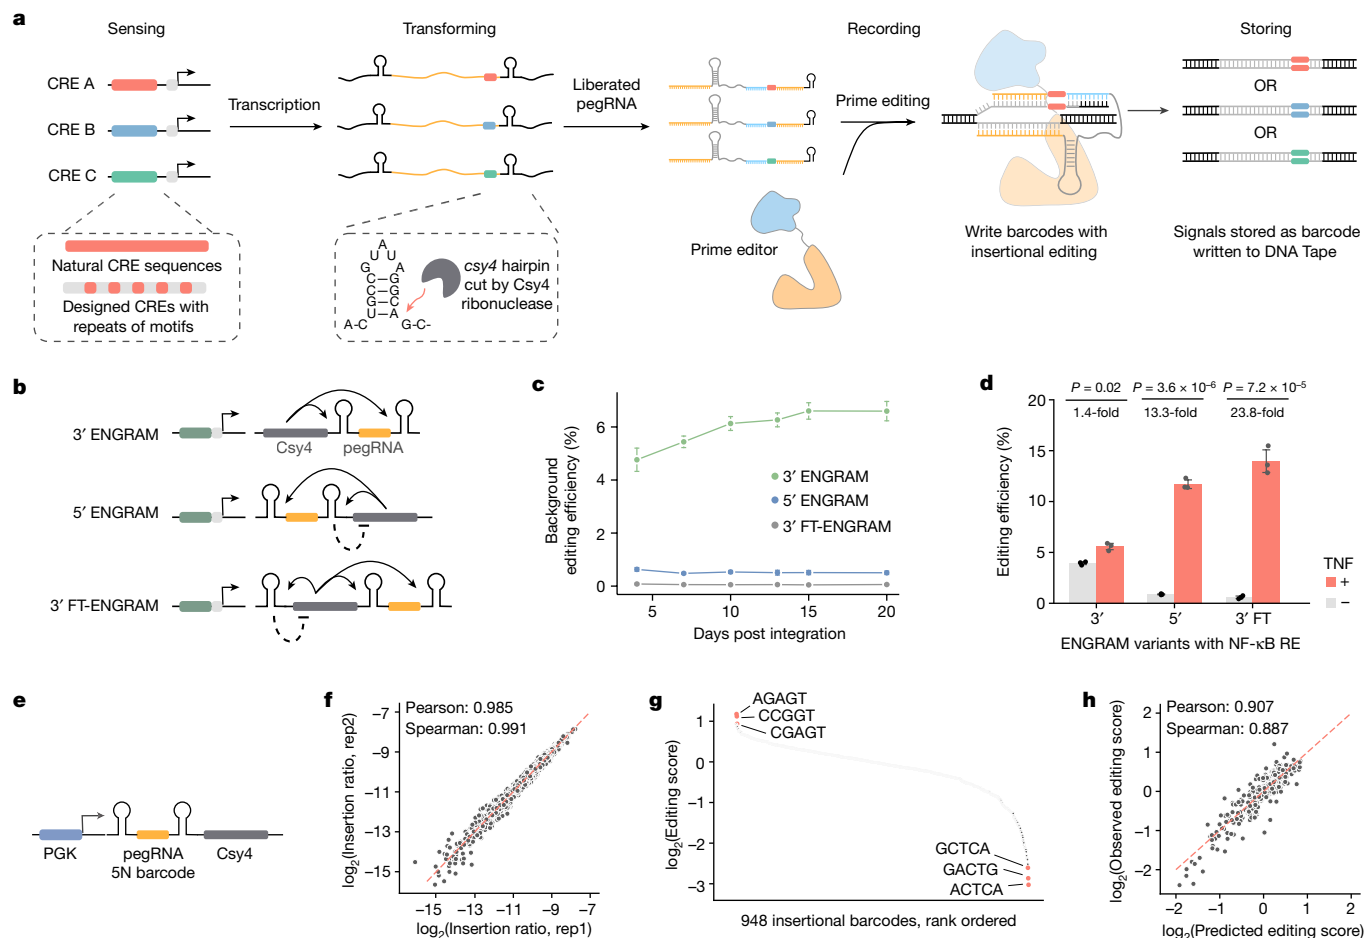 a
Sensing
Transforming
Recording
Storing
CRE A
CRE B
CRE C
Transcription
Liberated
pegRNA
Prime editing
OR
OR
Natural CRE sequences
Designed CREs with
repeats of motifs
A
U U
G A
C–G
C–G
G–C
U–A
A-C G-C-
csy4 hairpin
cut by Csy4
ribonuclease
Prime editor
Write barcodes with
insertional editing
Signals stored as barcode
written to DNA Tape
b
3′ ENGRAM
Csy4
pegRNA
5′ ENGRAM
3′ FT-ENGRAM
c
Background
editing efficiency (%)
6
4
2
0
3′ ENGRAM
5′ ENGRAM
3′ FT-ENGRAM
5 10 15 20
Days post integration
d
P = 0.02 P = 3.6 × 10−6 P = 7.2 × 10−5
1.4-fold 13.3-fold 23.8-fold
Editing efficiency (%)
20
15
10
5
0
3′ 5′ 3′ FT
ENGRAM variants with NF-κB RE
TNF
+
−
e
PGK
pegRNA
5N barcode
Csy4
f
Pearson: 0.985
Spearman: 0.991
log2(Insertion ratio, rep2)
−7
−9
−11
−13
−15
−15 −13 −11 −9 −7
log2(Insertion ratio, rep1)
g
log2(Editing score)
1
0
−1
−2
−3
AGAGT
CCGGT
CGAGT
GCTCA
GACTG
ACTCA
948 insertional barcodes, rank ordered
h
Pearson: 0.907
Spearman: 0.887
log2(Observed editing score)
2
1
0
−1
−2
−2 −1 0 1 2
log2(Predicted editing score)